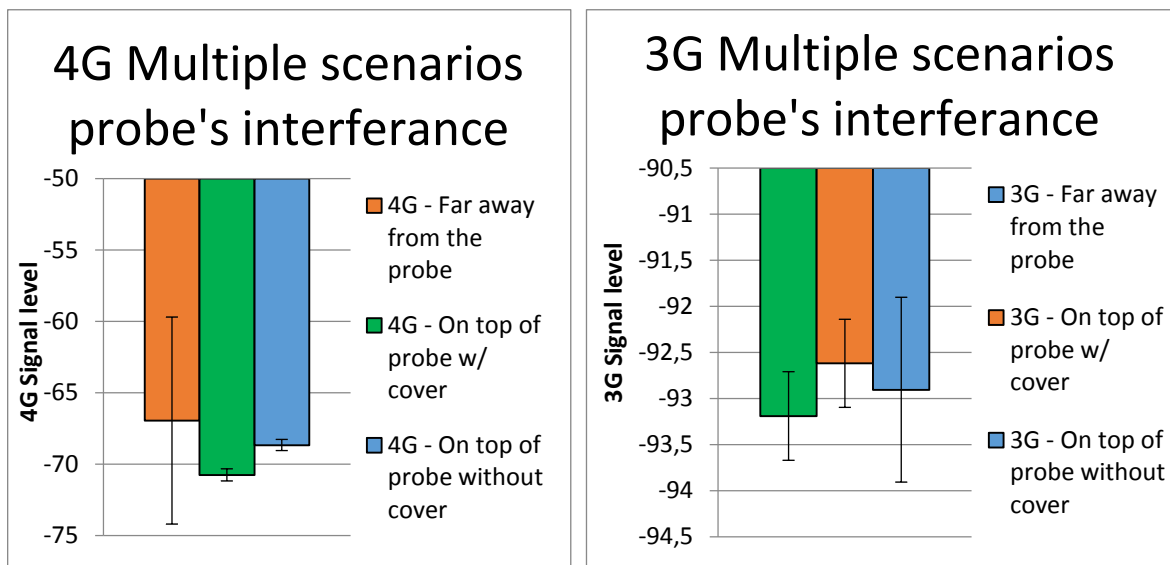 4G Multiple scenarios
probe's interferance
-50
-55
-60
-65
-70
-75
4G Signal level
4G - Far away
from the
probe
4G - On top of
probe w/
cover
4G - On top of
probe without
cover
3G Multiple scenarios
probe's interferance
-90,5
-91
-91,5
-92
-92,5
-93
-93,5
-94
-94,5
3G Signal level
3G - Far away
from the
probe
3G - On top of
probe w/
cover
3G - On top of
probe without
cover